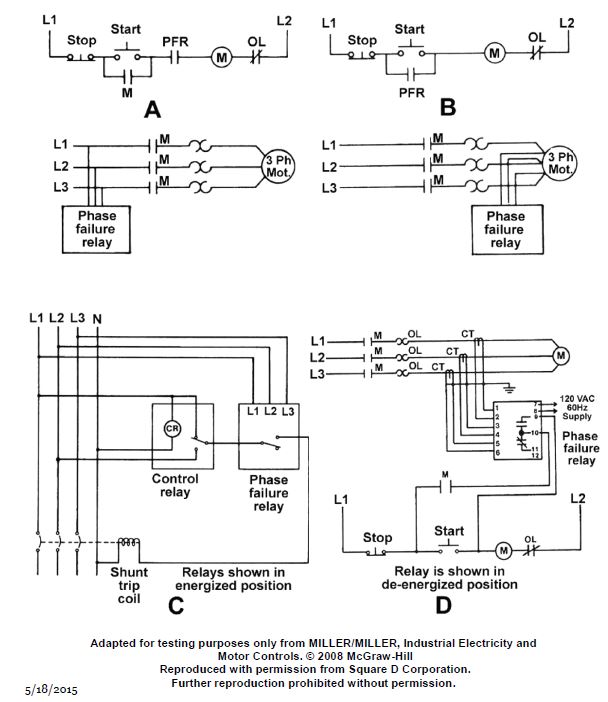 L1
L2
Stop
Start
PFR
M
OL
M
A
L1
L2
Stop
Start
M
OL
PFR
B
L1
L2
L3
M
M
M
3 Ph
Mot.
Phase
failure
relay
L1
L2
L3
M
M
M
3 Ph
Mot.
Phase
failure
relay
L1 L2 L3 N
L1 L2 L3
CR
Control
relay
Phase
failure
relay
Shunt
trip
coil
Relays shown in
energized position
C
L1
L2
L3
M
M
M
OL
OL
OL
CT
CT
CT
M
1
2
3
4
5
6
7
8
9
10
11
12
120 VAC
60Hz
Supply
Phase
failure
relay
M
L1
L2
Stop
Start
M
OL
Relay is shown in
de-energized position
D
Adapted for testing purposes only from MILLER/MILLER, Industrial Electricity and
Motor Controls. © 2008 McGraw-Hill
Reproduced with permission from Square D Corporation.
Further reproduction prohibited without permission.
5/18/2015